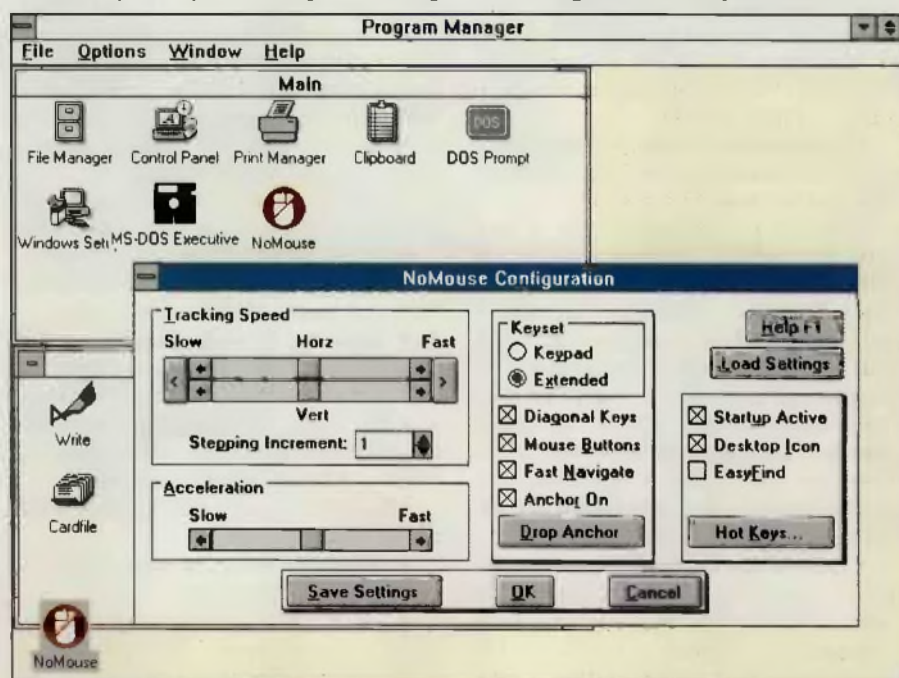 Program Manager
File Options Window Help
Main
File Manager Control Panel Print Manager Clipboard DOS Prompt
DOS
Windows Set MS-DOS Executive NoMouse
NoMouse Configuration
Tracking Speed
Slow Horz Fast
Vert
Stepping Increment: 1
Acceleration
Slow Fast
Keyset
Keypad
Extended
Diagonal Keys
Mouse Buttons
Fast Navigate
Anchor On
Drop Anchor
Help F1
Load Settings
Startup Active
Desktop Icon
EasyFind
Hot Keys...
Save Settings OK Cancel
Write
Cardfile
NoMouse